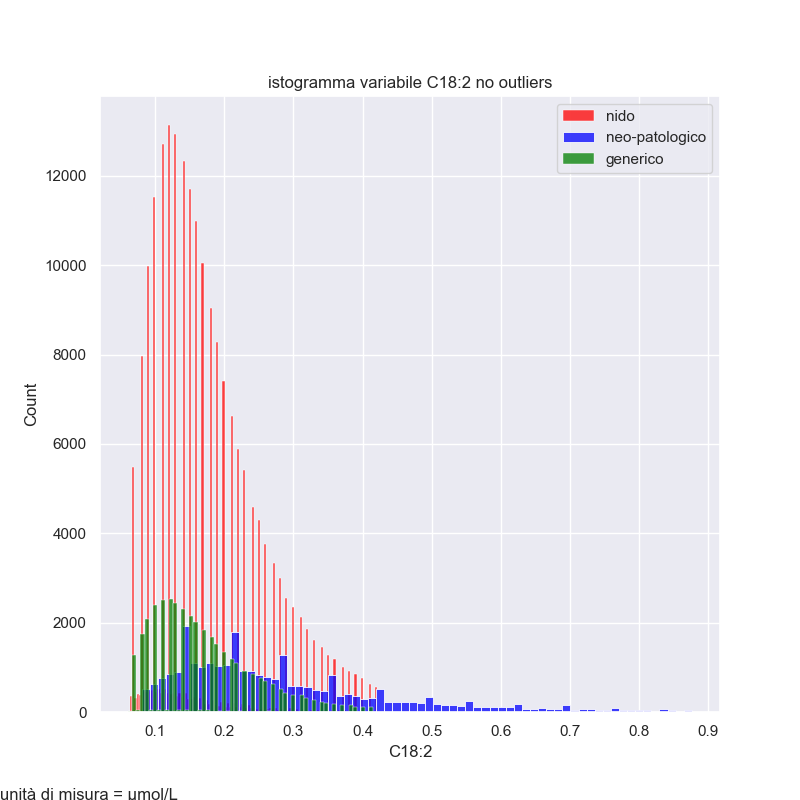 istogramma variabile C18:2 no outliers
nido
neo-patologico
generico
12000
10000
8000
6000
4000
2000
0
Count
0.1 0.2 0.3 0.4 0.5 0.6 0.7 0.8 0.9
C18:2
unità di misura = μmol/L